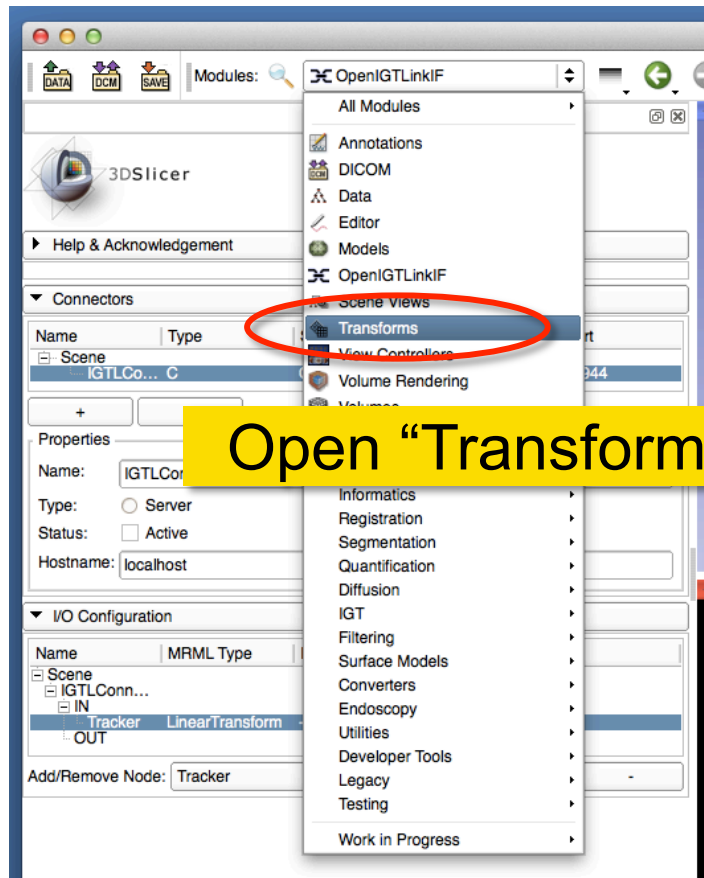 DATA DCM SAVE Modules: OpenIGTLinkIF
All Modules
3DSlicer
Annotations
DICOM
Data
Editor
Models
OpenIGTLinkIF
Scene Views
Transforms
View Controllers
Volume Rendering
Volumes
Informatics
Registration
Segmentation
Quantification
Diffusion
IGT
Filtering
Surface Models
Converters
Endoscopy
Utilities
Developer Tools
Legacy
Testing
Work in Progress
Help & Acknowledgement
Connectors
Name Type
Scene
IGTLCo... C 944
+
Open “Transform
Properties
Name: IGTLCon
Type: Server
Status: Active
Hostname: localhost
I/O Configuration
Name MRML Type
Scene
IGTLConn...
IN
Tracker LinearTransform -
OUT
Add/Remove Node: Tracker -